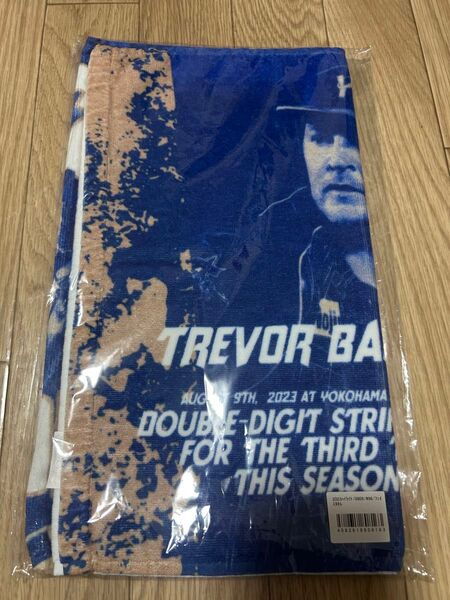 TREVOR BA
AUGUST 9TH, 2023 AT YOKOHAMA
DOUBLE-DIGIT STRI
FOR THE THIRD
THIS SEASON